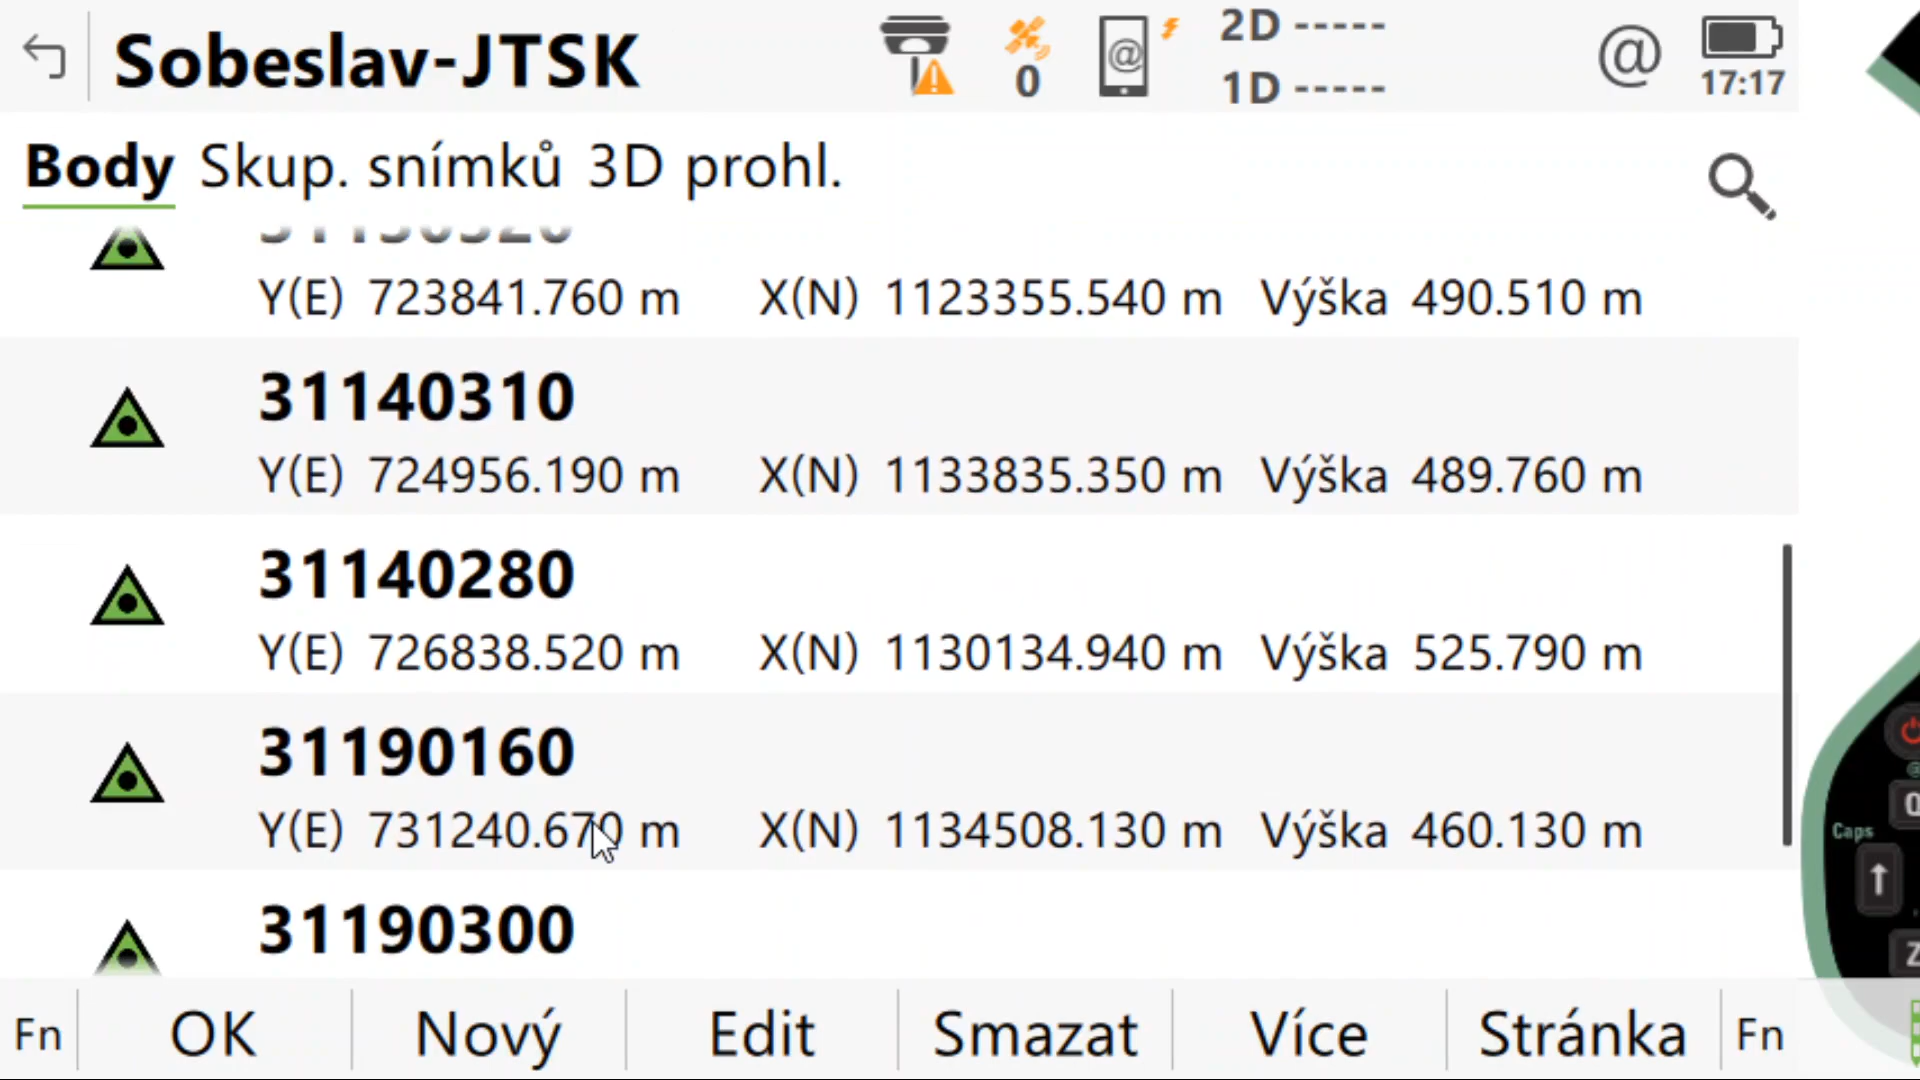 Sobeslav-JTSK
0
@
2D -----
1D -----
@
17:17
Body Skup. snímků 3D prohl.
Y(E) 723841.760 m X(N) 1123355.540 m Výška 490.510 m
31140310
Y(E) 724956.190 m X(N) 1133835.350 m Výška 489.760 m
31140280
Y(E) 726838.520 m X(N) 1130134.940 m Výška 525.790 m
31190160
Y(E) 731240.670 m X(N) 1134508.130 m Výška 460.130 m
31190300
Caps
Fn OK Nový Edit Smazat Více Stránka Fn